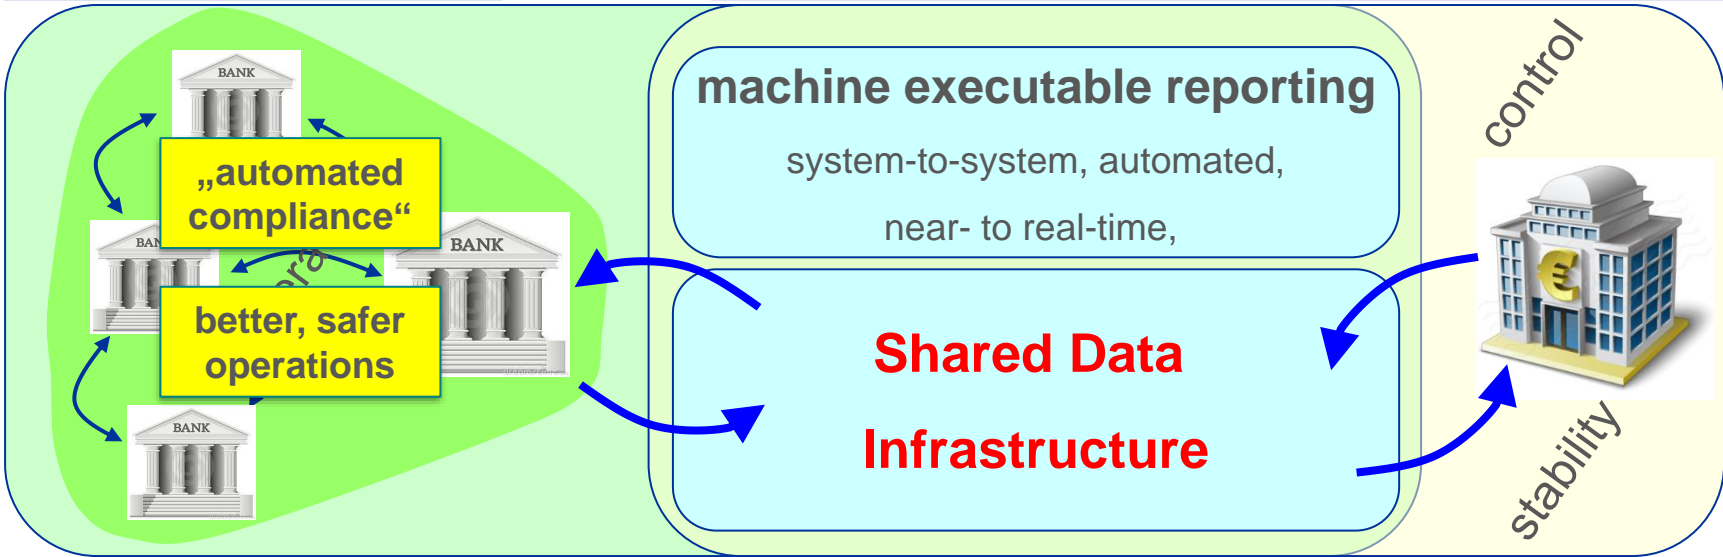 BANK
„automated
compliance“
BANK
better, safer
operations
BANK
machine executable reporting
system-to-system, automated,
near- to real-time,
Shared Data
Infrastructure
control
€
stability